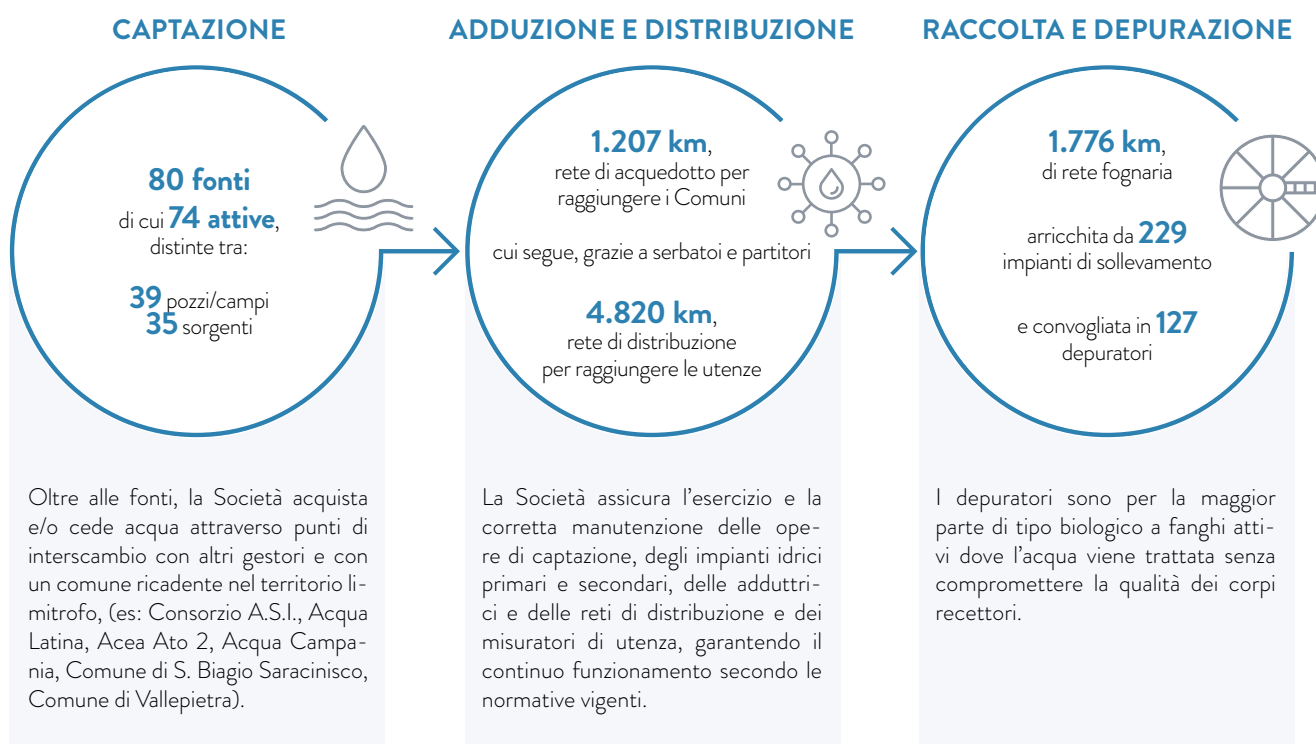 CAPTAZIONE
80 fonti
di cui 74 attive,
distinte tra:
39 pozzi/campi
35 sorgenti
Oltre alle fonti, la Società acquista
e/o cede acqua attraverso punti di
interscambio con altri gestori e con
un comune ricadente nel territorio li-
mitrofo, (es: Consorzio A.S.I., Acqua
Latina, Acea Ato 2, Acqua Campa-
nia, Comune di S. Biagio Saracinisco,
Comune di Vallepietra).
ADDUZIONE E DISTRIBUZIONE
1.207 km,
rete di acquedotto per
raggiungere i Comuni
cui segue, grazie a serbatoi e partitori
4.820 km,
rete di distribuzione
per raggiungere le utenze
La Società assicura l'esercizio e la
corretta manutenzione delle ope-
re di captazione, degli impianti idrici
primari e secondari, delle adduttri-
ci e delle reti di distribuzione e dei
misuratori di utenza, garantendo il
continuo funzionamento secondo le
normative vigenti.
RACCOLTA E DEPURAZIONE
1.776 km,
di rete fognaria
arricchita da 229
impianti di sollevamento
e convogliata in 127
depuratori
I depuratori sono per la maggior
parte di tipo biologico a fanghi atti-
vi dove l'acqua viene trattata senza
compromettere la qualità dei corpi
recettori.